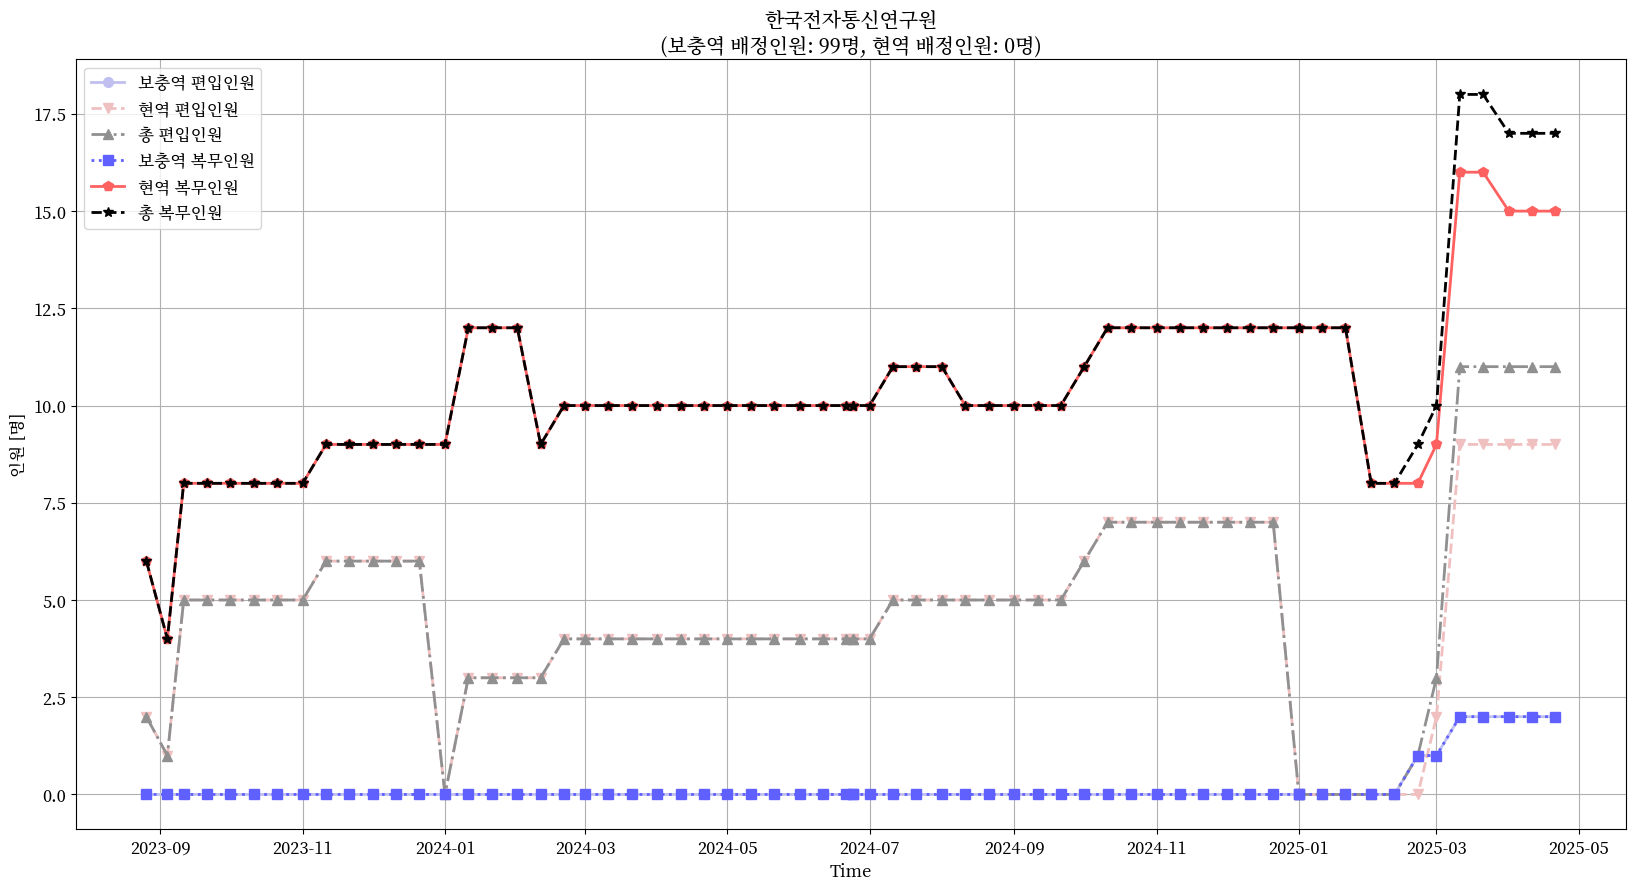 한국전자통신연구원
(보충역 배정인원: 99명, 현역 배정인원: 0명)
보충역 편입인원
현역 편입인원
총 편입인원
보충역 복무인원
현역 복무인원
총 복무인원
17.5
15.0
12.5
10.0
7.5
5.0
2.5
0.0
인원 [명]
2023-09 2023-11 2024-01 2024-03 2024-05 2024-07 2024-09 2024-11 2025-01 2025-03 2025-05
Time